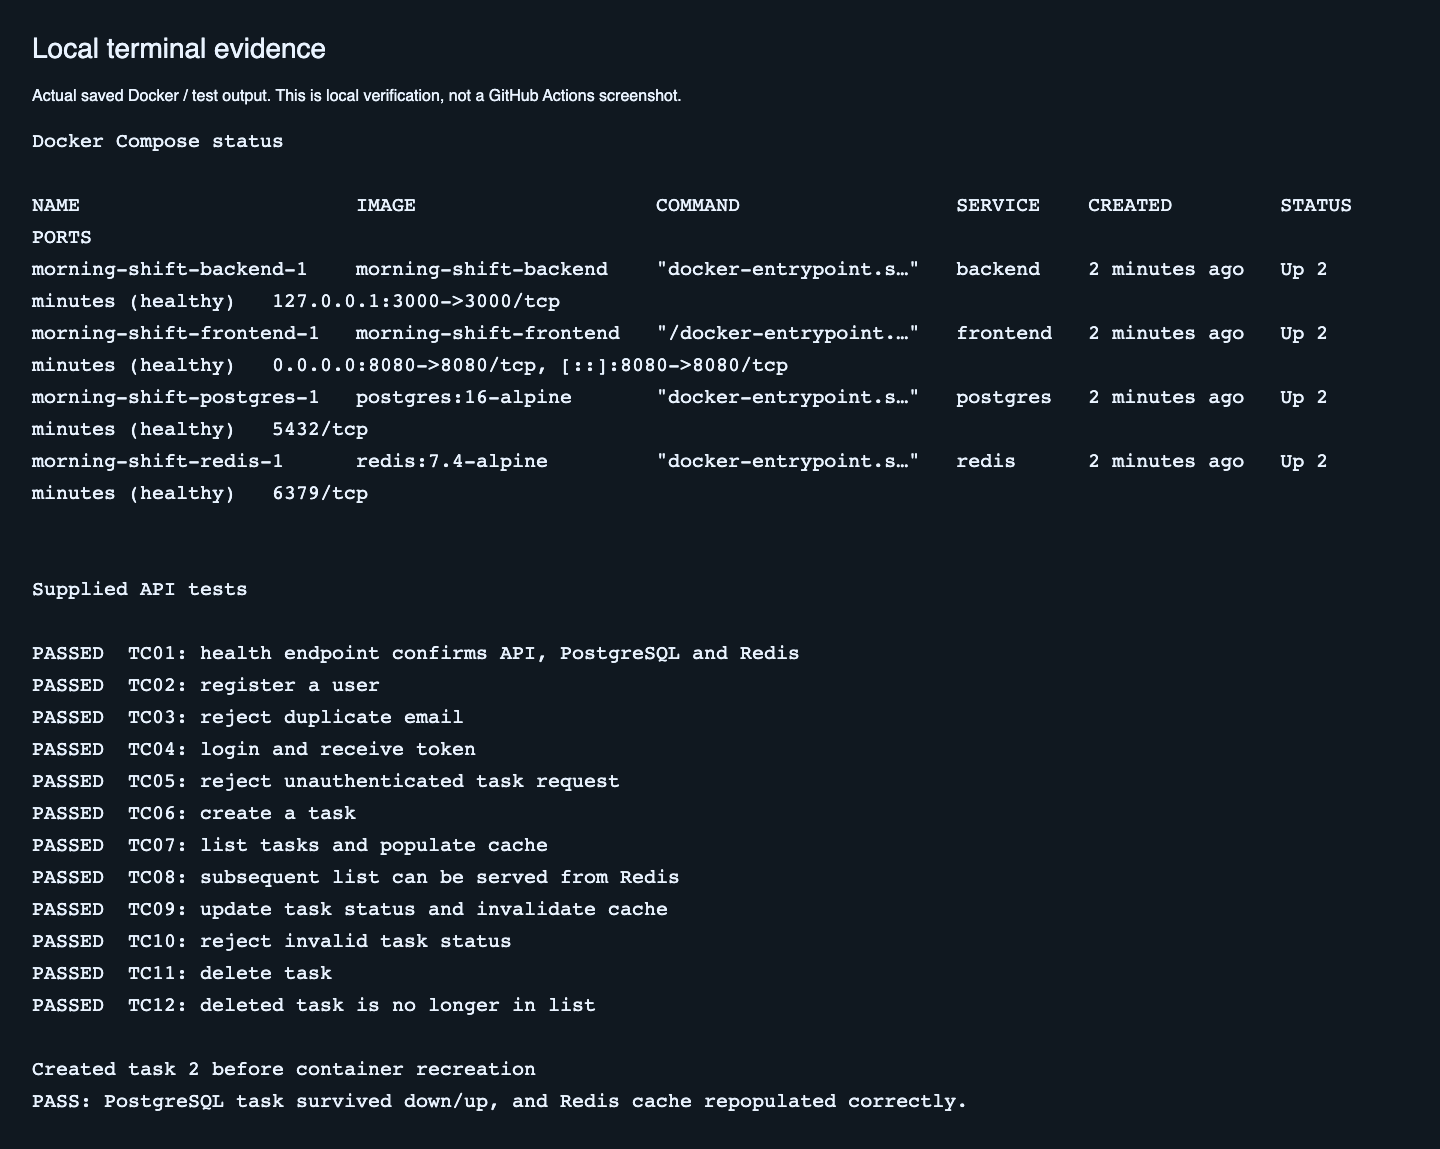 Local terminal evidence
Actual saved Docker / test output. This is local verification, not a GitHub Actions screenshot.
Docker Compose status
NAME                       IMAGE                    COMMAND                  SERVICE    CREATED         STATUS
PORTS
morning-shift-backend-1    morning-shift-backend    "docker-entrypoint.s…"   backend    2 minutes ago   Up 2
minutes (healthy)   127.0.0.1:3000->3000/tcp
morning-shift-frontend-1   morning-shift-frontend   "/docker-entrypoint.…"   frontend   2 minutes ago   Up 2
minutes (healthy)   0.0.0.0:8080->8080/tcp, [::]:8080->8080/tcp
morning-shift-postgres-1   postgres:16-alpine       "docker-entrypoint.s…"   postgres   2 minutes ago   Up 2
minutes (healthy)   5432/tcp
morning-shift-redis-1      redis:7.4-alpine         "docker-entrypoint.s…"   redis      2 minutes ago   Up 2
minutes (healthy)   6379/tcp
Supplied API tests
PASSED  TC01: health endpoint confirms API, PostgreSQL and Redis
PASSED  TC02: register a user
PASSED  TC03: reject duplicate email
PASSED  TC04: login and receive token
PASSED  TC05: reject unauthenticated task request
PASSED  TC06: create a task
PASSED  TC07: list tasks and populate cache
PASSED  TC08: subsequent list can be served from Redis
PASSED  TC09: update task status and invalidate cache
PASSED  TC10: reject invalid task status
PASSED  TC11: delete task
PASSED  TC12: deleted task is no longer in list
Created task 2 before container recreation
PASS: PostgreSQL task survived down/up, and Redis cache repopulated correctly.